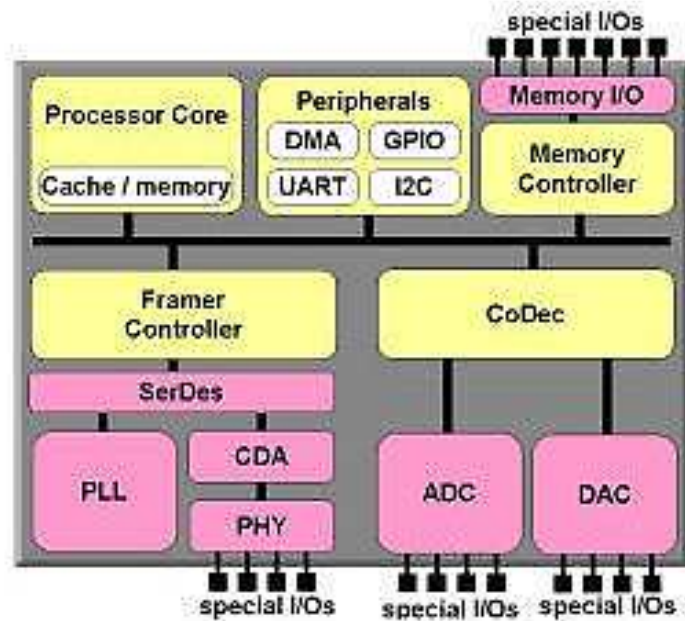 special I/Os
Processor Core
Cache / memory
Peripherals
DMA
GPIO
UART
I2C
Memory I/O
Memory
Controller
Framer
Controller
CoDec
SerDes
PLL
CDA
PHY
ADC
DAC
special I/Os
special I/Os
special I/Os